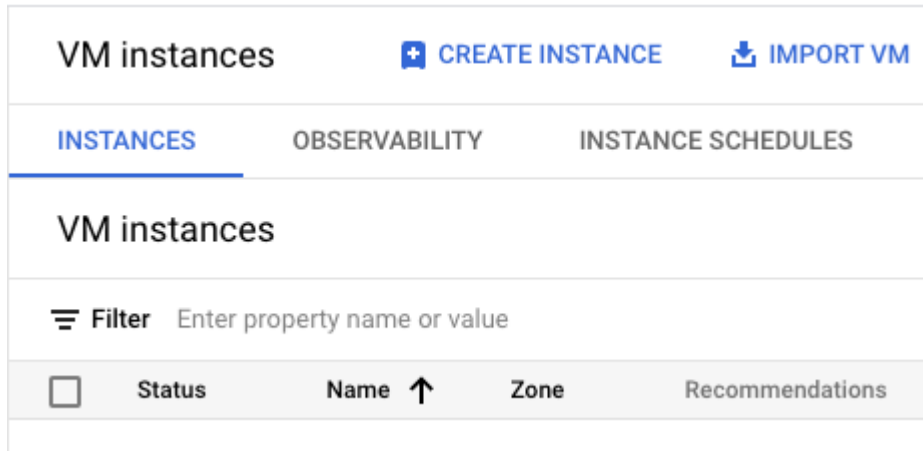 VM instances CREATE INSTANCE IMPORT VM
INSTANCES OBSERVABILITY INSTANCE SCHEDULES
VM instances
Filter Enter property name or value
Status Name Zone Recommendations